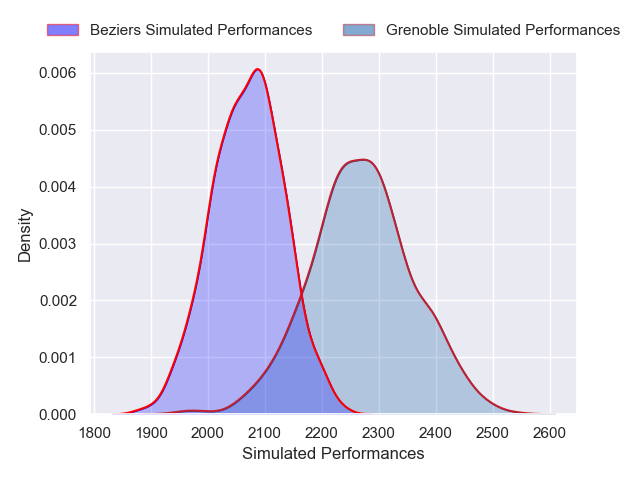 Beziers Simulated Performances
Grenoble Simulated Performances
0.006
0.005
0.004
0.003
0.002
0.001
0.000
Density
1800 1900 2000 2100 2200 2300 2400 2500 2600
Simulated Performances